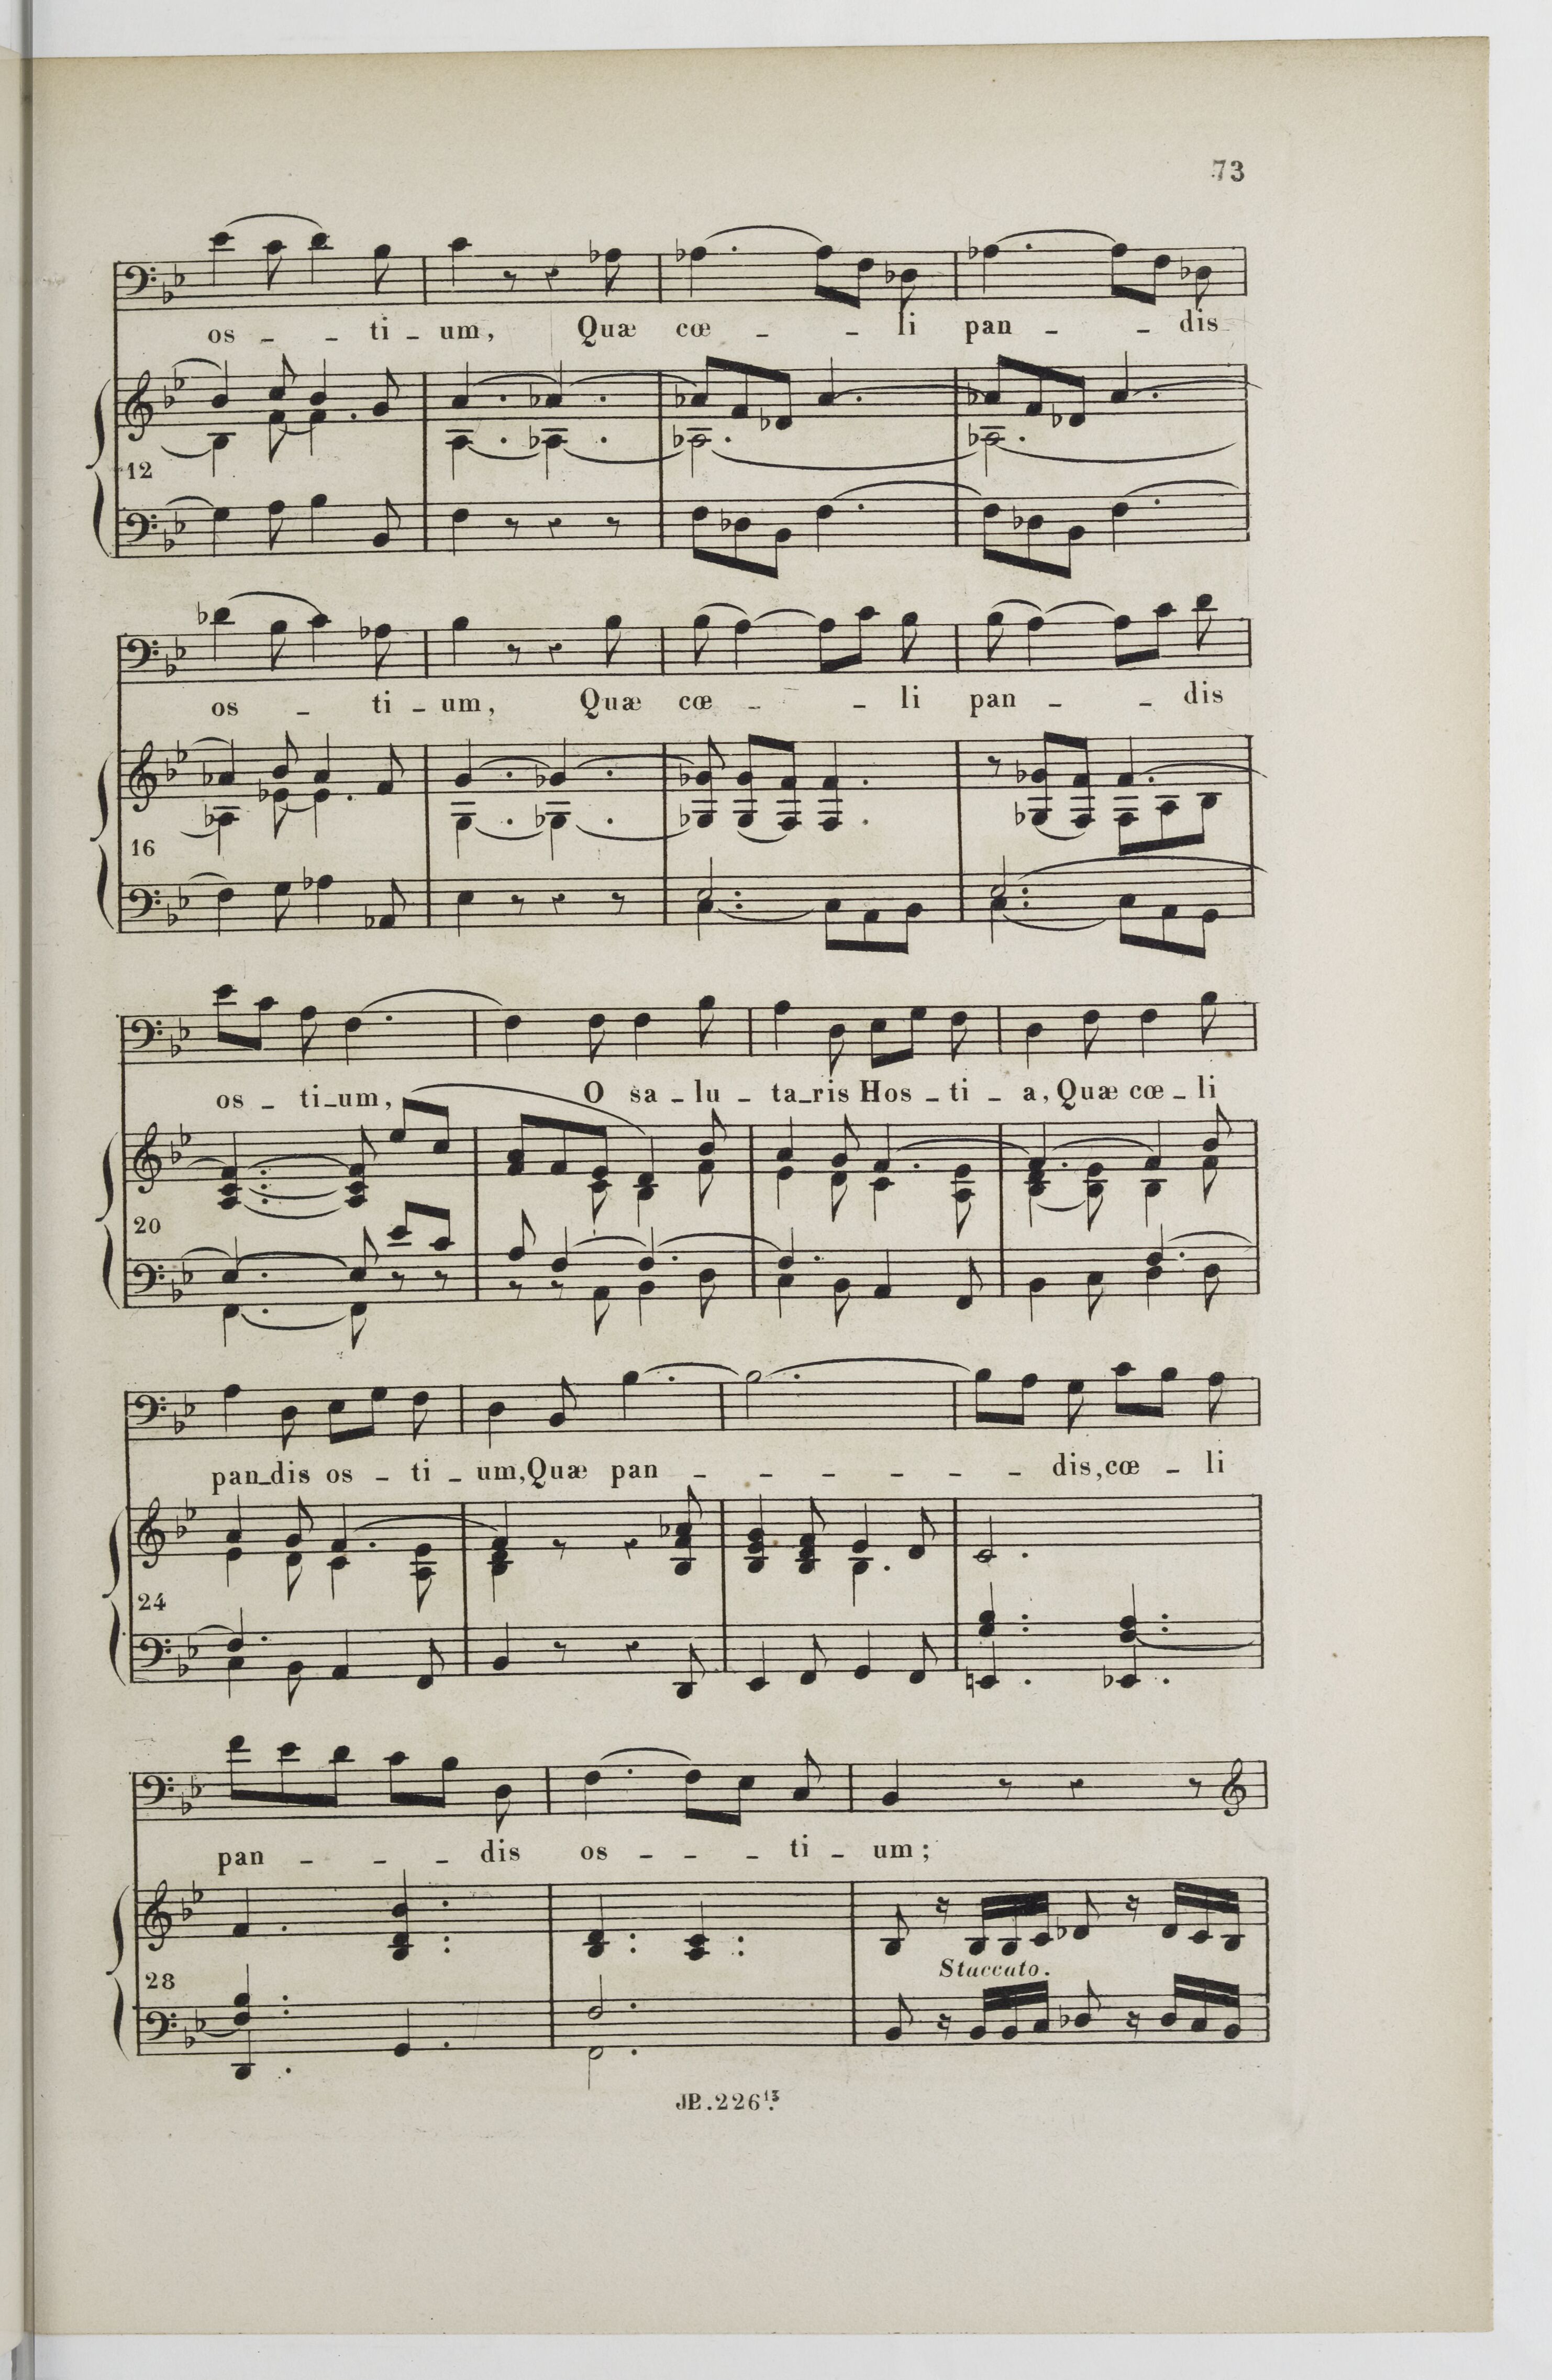 73
os - - ti - um, Quæ cœ - - li pan - - dis
12
os - ti - um, Quæ cœ - - li pan - - dis
16
os - ti - um, O sa - lu - ta - ris Hos - ti - a, Quæ cœ - li
20
pan - dis os - ti - um, Quæ pan - - - - - - dis, cœ - li
24
pan - - - dis os - - - ti - um ;
28
Staccato.
JP. 226 13.